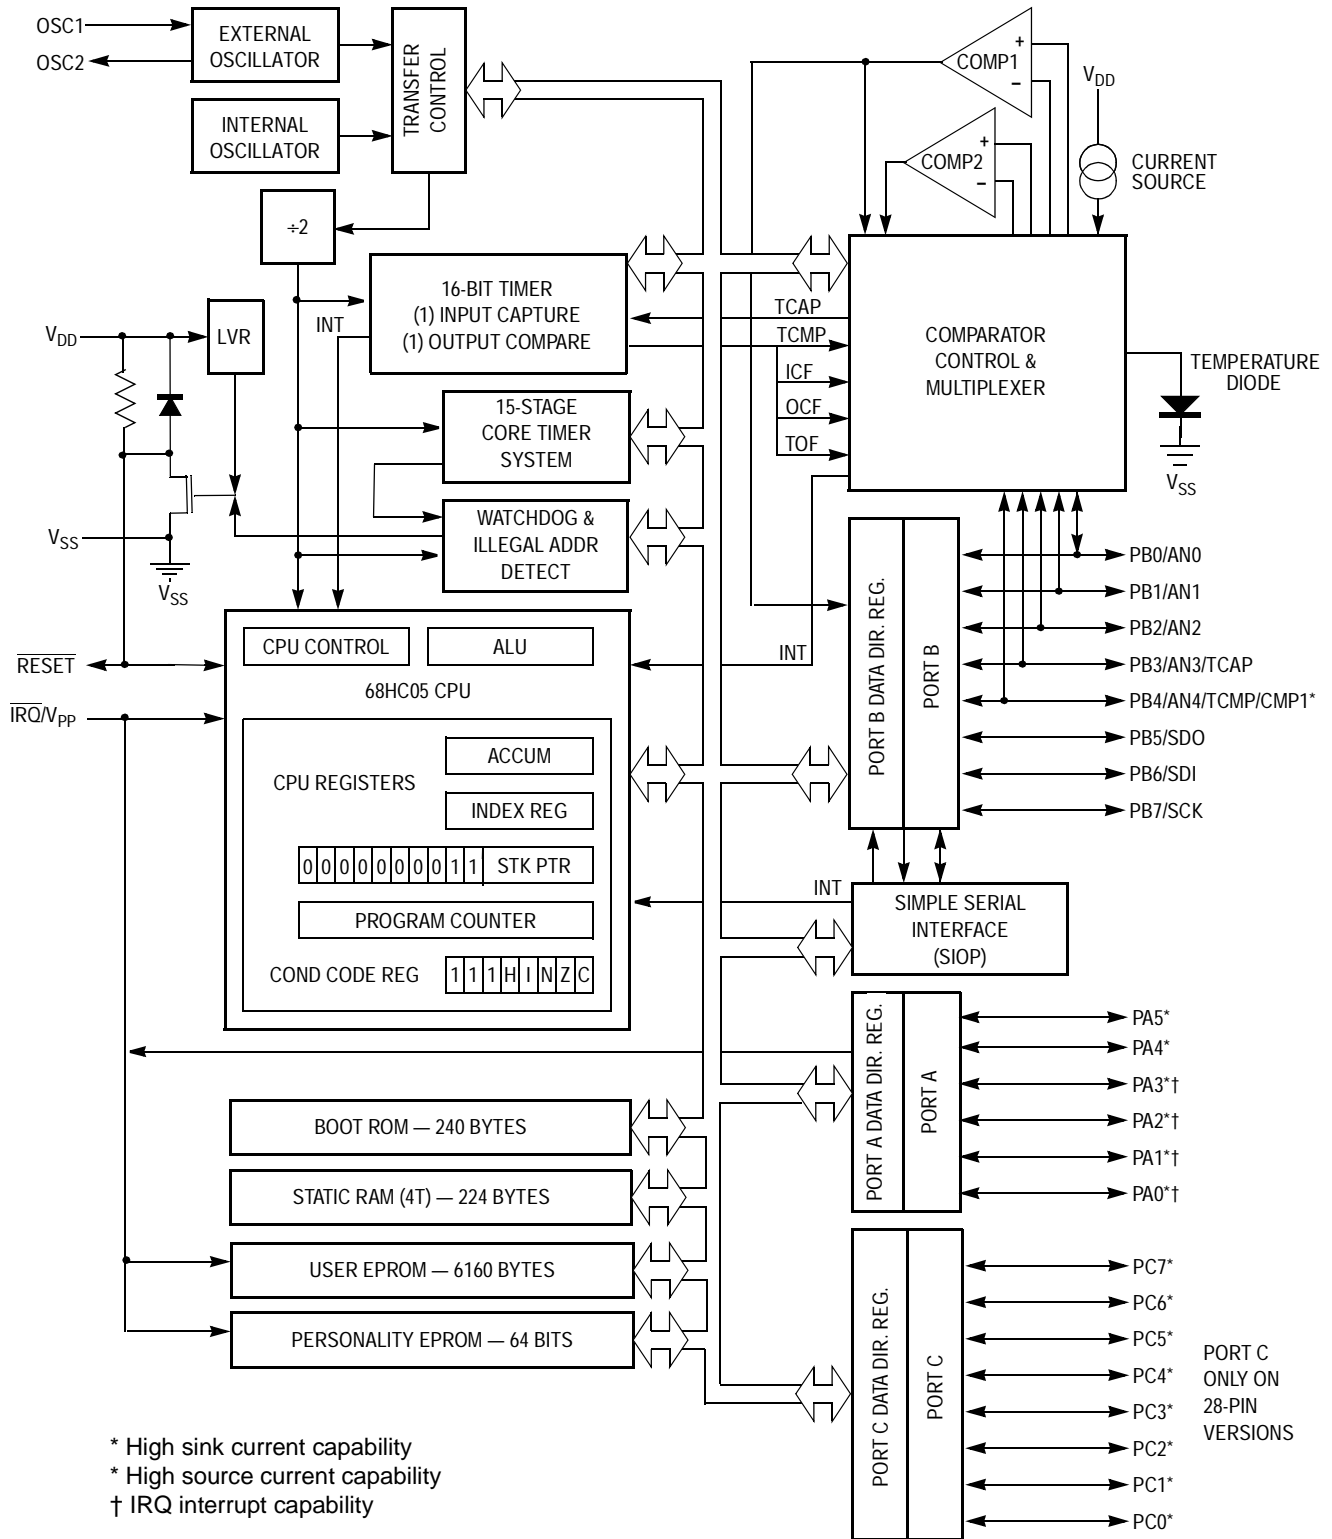 OSC1
OSC2
EXTERNAL
OSCILLATOR
INTERNAL
OSCILLATOR
TRANSFER
CONTROL
÷2
COMP1
+
−
COMP2
+
−
VDD
CURRENT
SOURCE
16-BIT TIMER
(1) INPUT CAPTURE
(1) OUTPUT COMPARE
INT
TCAP
TCMP
ICF
OCF
TOF
COMPARATOR
CONTROL &
MULTIPLEXER
TEMPERATURE
DIODE
VSS
VDD
LVR
VSS
VSS
15-STAGE
CORE TIMER
SYSTEM
WATCHDOG &
ILLEGAL ADDR
DETECT
RESET
IRQ/VPP
CPU CONTROL
ALU
68HC05 CPU
CPU REGISTERS
ACCUM
INDEX REG
0 0 0 0 0 0 0 0 1 1 STK PTR
PROGRAM COUNTER
COND CODE REG
1 1 1 H I N Z C
INT
INT
PORT B DATA DIR. REG.
PORT B
PB0/AN0
PB1/AN1
PB2/AN2
PB3/AN3/TCAP
PB4/AN4/TCMP/CMP1*
PB5/SDO
PB6/SDI
PB7/SCK
SIMPLE SERIAL
INTERFACE
(SIOP)
PORT A DATA DIR. REG.
PORT A
PA5*
PA4*
PA3*†
PA2*†
PA1*†
PA0*†
BOOT ROM — 240 BYTES
STATIC RAM (4T) — 224 BYTES
USER EPROM — 6160 BYTES
PERSONALITY EPROM — 64 BITS
PORT C DATA DIR. REG.
PORT C
PC7*
PC6*
PC5*
PC4*
PC3*
PC2*
PC1*
PC0*
PORT C
ONLY ON
28-PIN
VERSIONS
* High sink current capability
* High source current capability
† IRQ interrupt capability